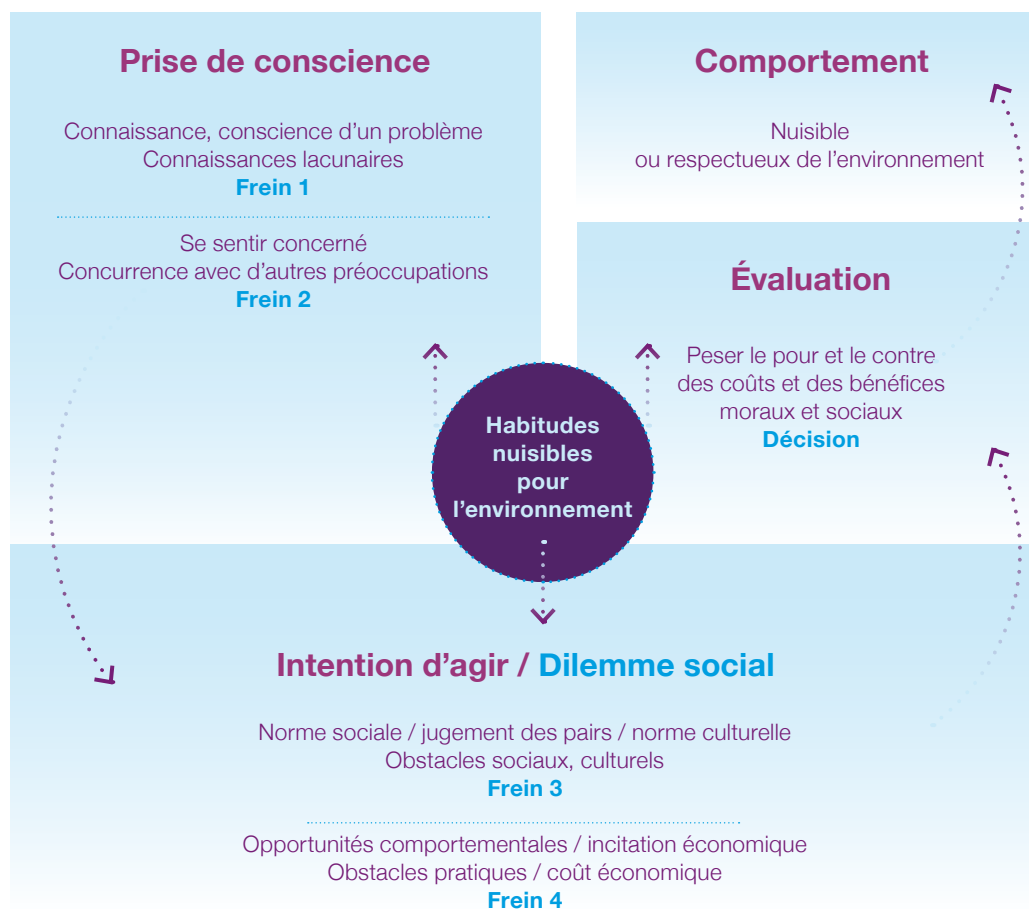 Prise de conscience
Connaissance, conscience d’un problème
Connaissances lacunaires
Frein 1
Se sentir concerné
Concurrence avec d’autres préoccupations
Frein 2
Comportement
Nuisible
ou respectueux de l’environnement
Évaluation
Peser le pour et le contre
des coûts et des bénéfices
moraux et sociaux
Décision
Habitudes
nuisibles
pour
l’environnement
Intention d’agir / Dilemme social
Norme sociale / jugement des pairs / norme culturelle
Obstacles sociaux, culturels
Frein 3
Opportunités comportementales / incitation économique
Obstacles pratiques / coût économique
Frein 4